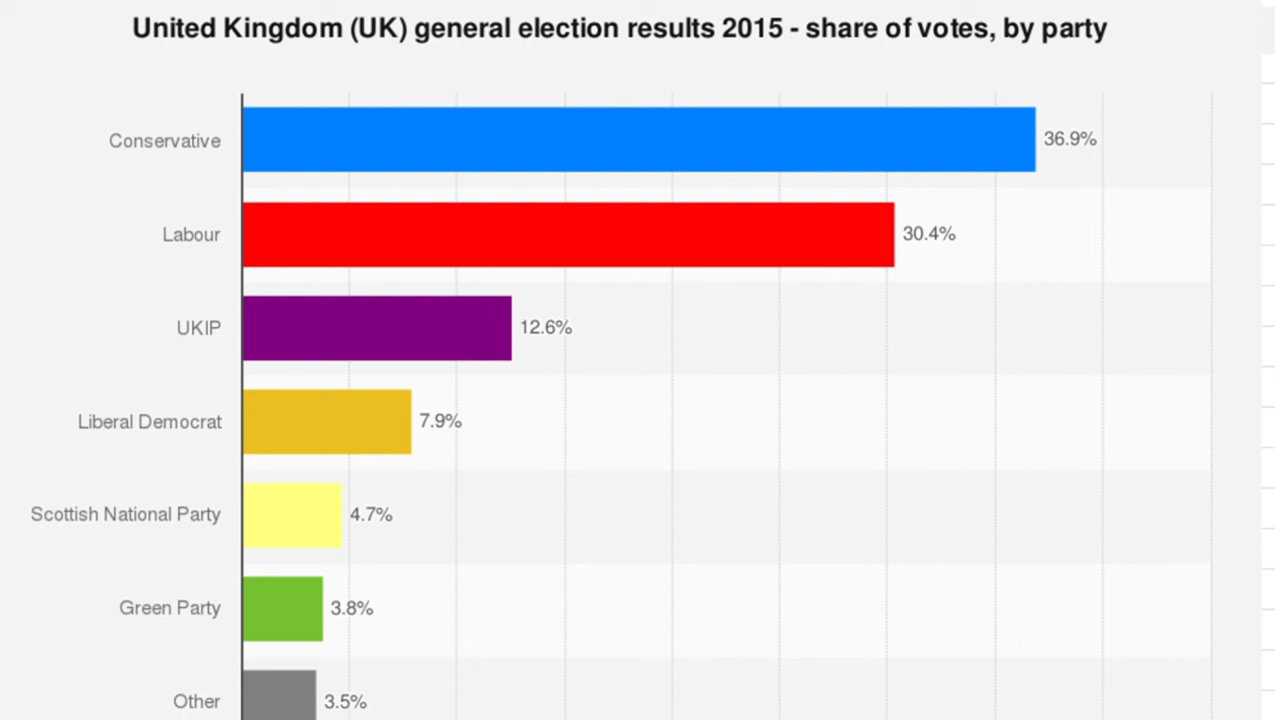 United Kingdom (UK) general election results 2015 - share of votes, by party
Conservative 36.9%
Labour 30.4%
UKIP 12.6%
Liberal Democrat 7.9%
Scottish National Party 4.7%
Green Party 3.8%
Other 3.5%